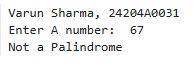 Varun Sharma, 24204A0031
Enter A number:  67
Not a Palindrome